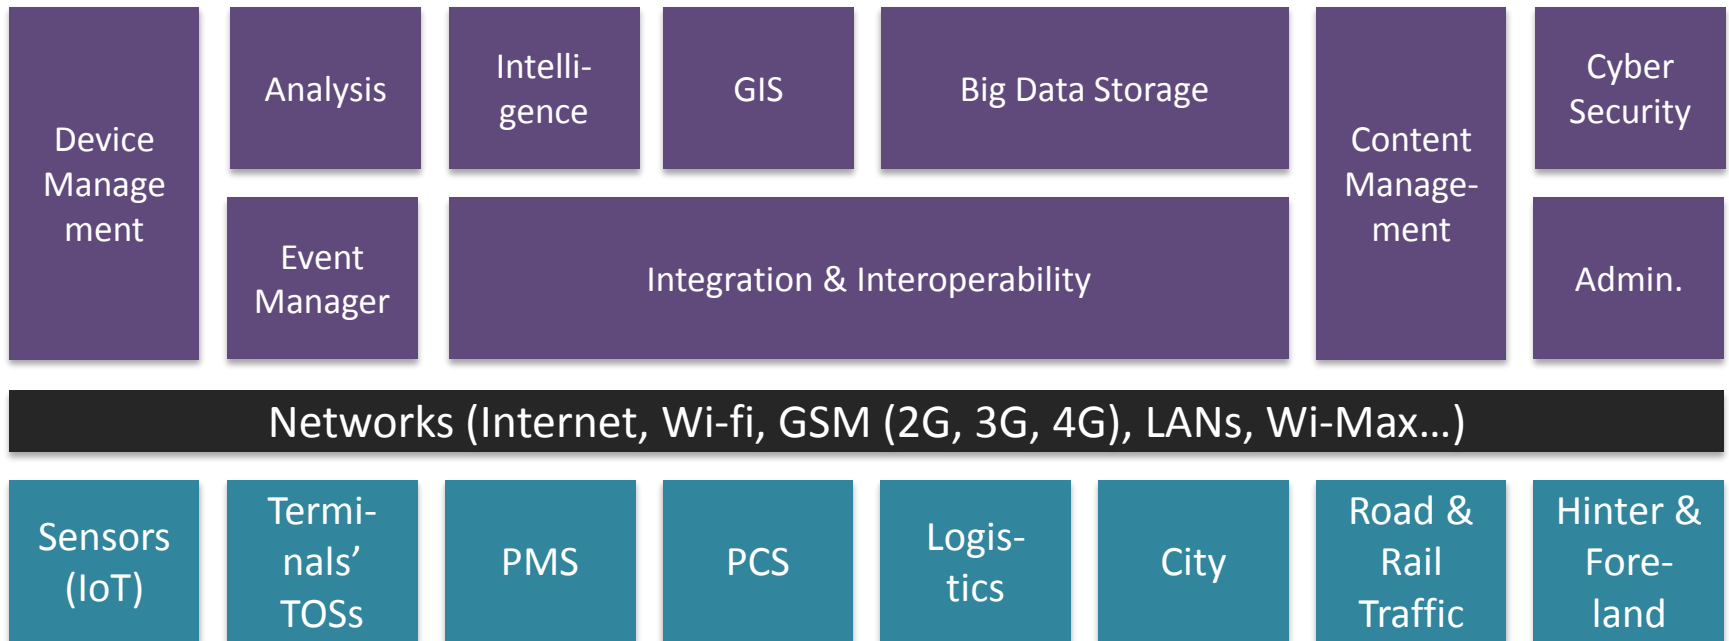 Device
Manage
ment
Analysis
Intelli-
gence
GIS
Big Data Storage
Content
Manage-
ment
Cyber
Security
Event
Manager
Integration & Interoperability
Admin.
Networks (Internet, Wi-fi, GSM (2G, 3G, 4G), LANs, Wi-Max…)
Sensors
(IoT)
Termi-
nals’
TOSs
PMS
PCS
Logis-
tics
City
Road &
Rail
Traffic
Hinter &
Fore-
land